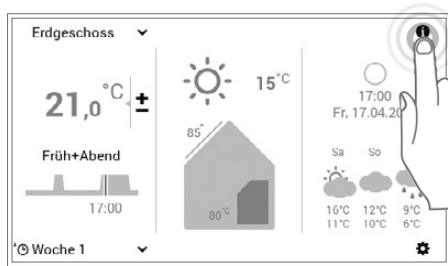 Erdgeschoss
21,0 °C ±
Früh+Abend
17:00
Woche 1
15°C
85°
80°C
17:00
Fr, 17.04.20
Sa So
16°C 12°C 9°C
11°C 10°C 6°C